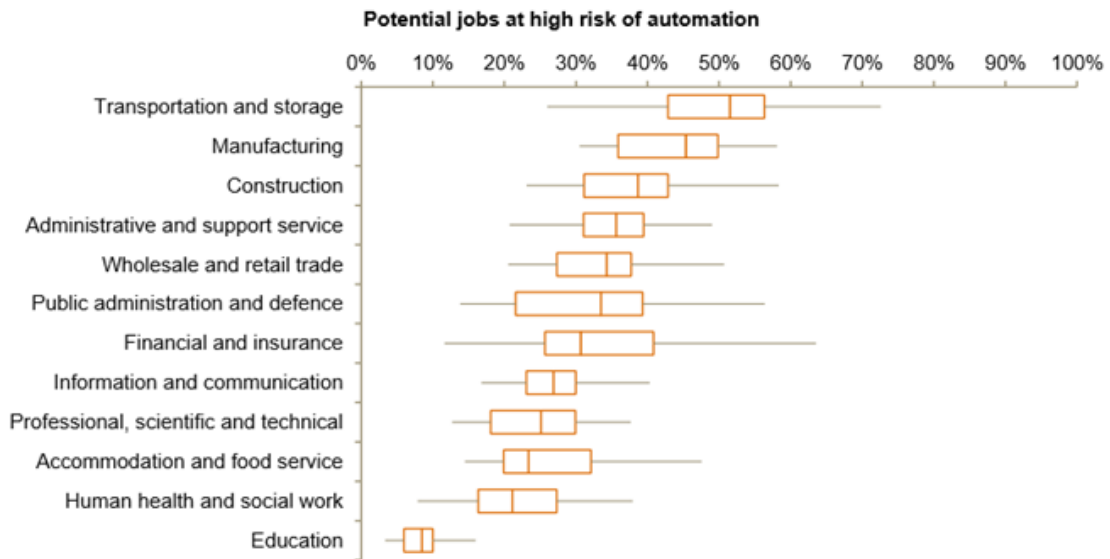 Potential jobs at high risk of automation
0% 10% 20% 30% 40% 50% 60% 70% 80% 90% 100%
Transportation and storage
Manufacturing
Construction
Administrative and support service
Wholesale and retail trade
Public administration and defence
Financial and insurance
Information and communication
Professional, scientific and technical
Accommodation and food service
Human health and social work
Education